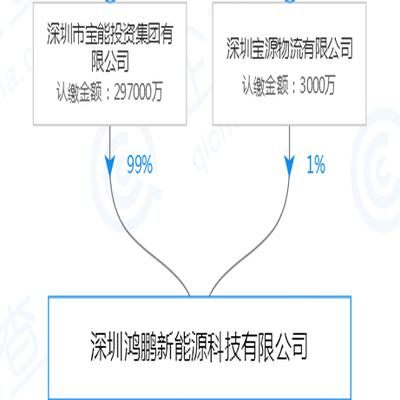 深圳市宝能投资集团有
限公司
认缴金额：297000万
深圳宝源物流有限公司
认缴金额：3000万
99%
1%
深圳鸿鹏新能源科技有限公司